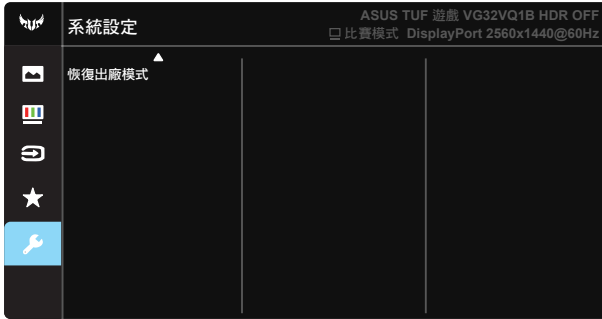 系統設定
ASUS TUF 遊戲 VG32VQ1B HDR OFF
比賽模式 DisplayPort 2560x1440@60Hz
恢復出廠模式